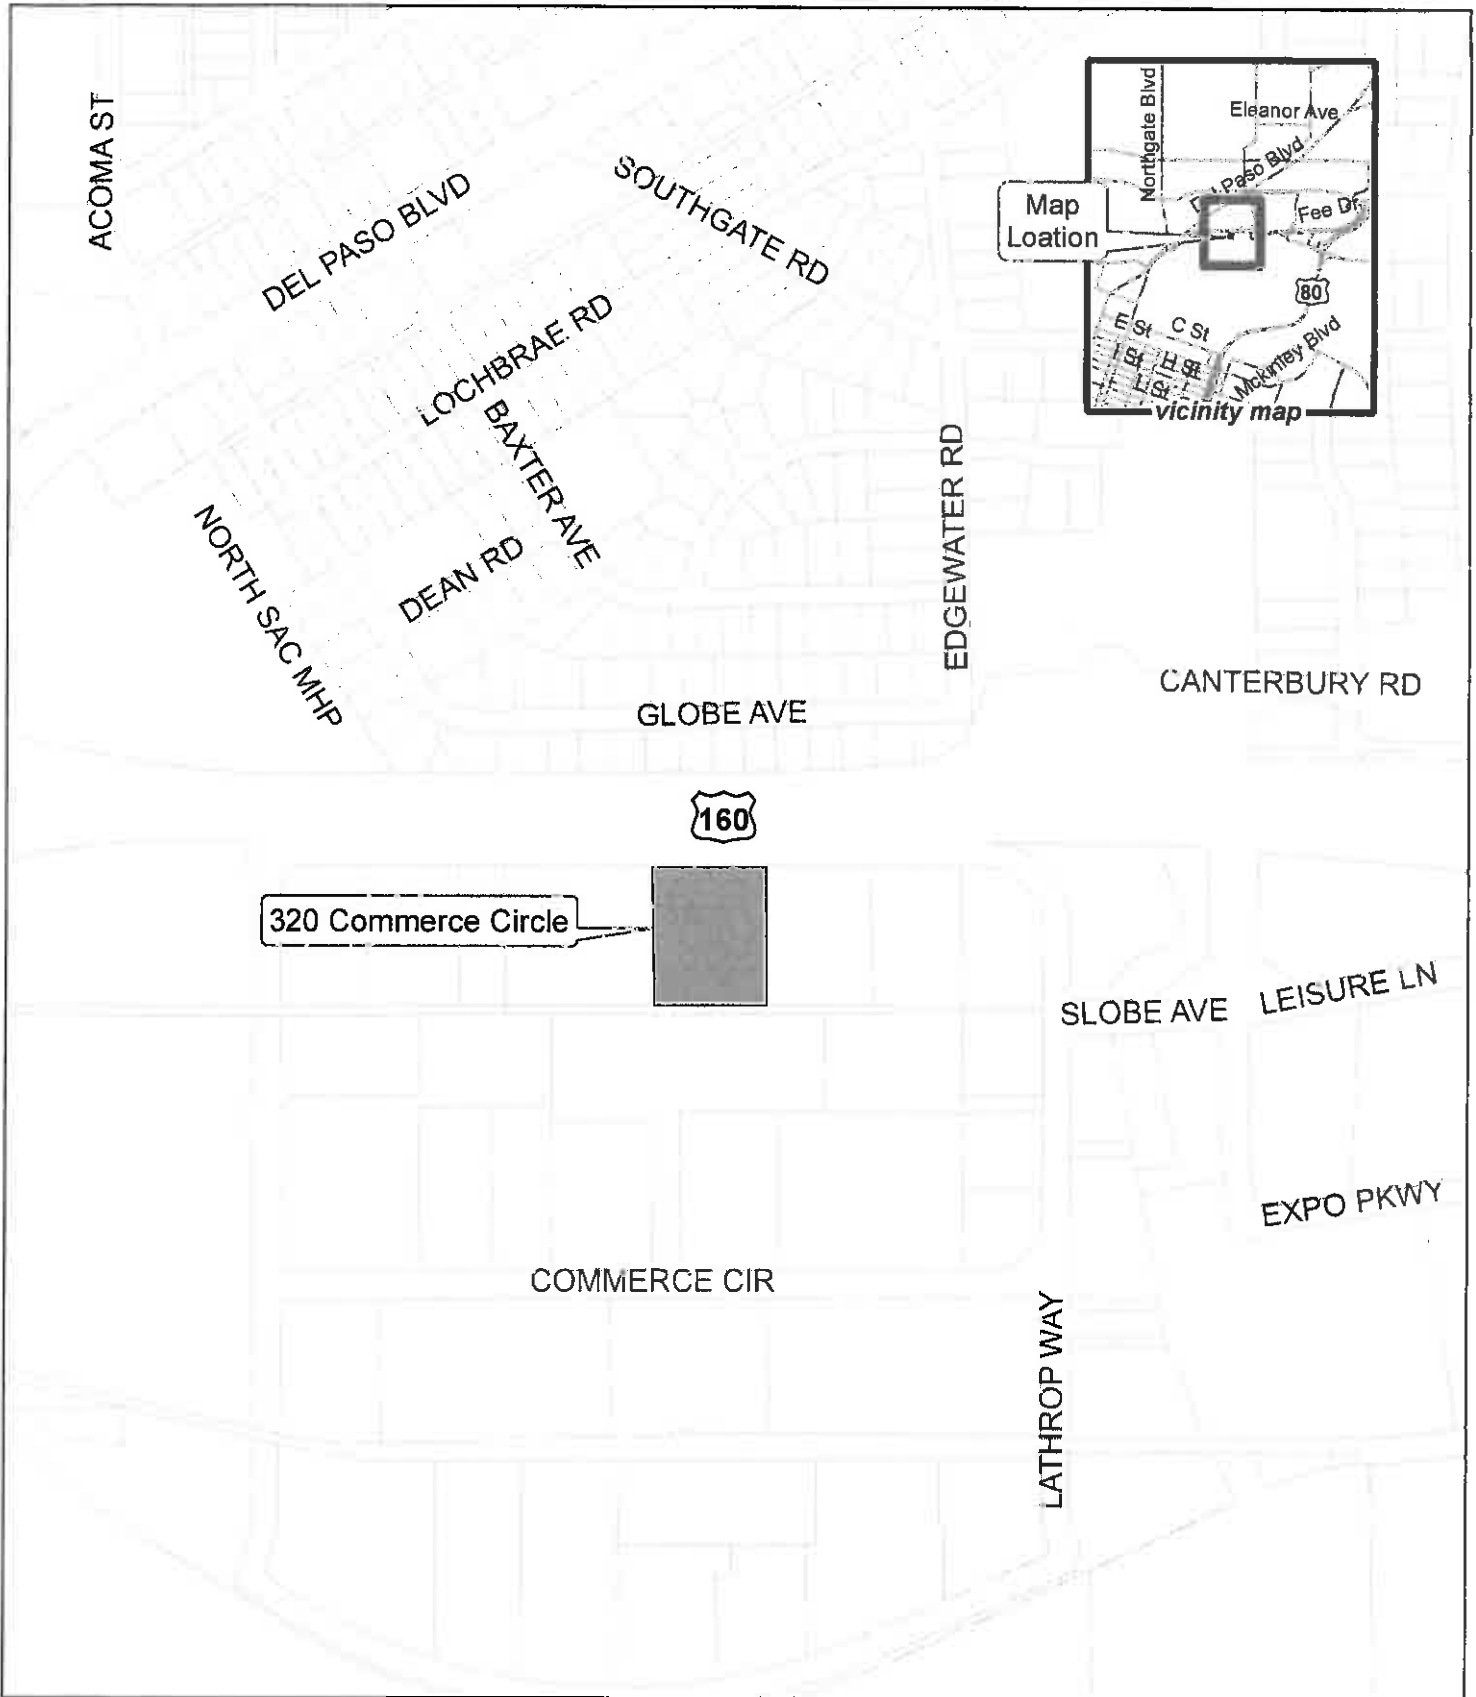 ACOMA ST
DEL PASO BLVD
SOUTHGATE RD
LOCHBRAE RD
BAXTER AVE
NORTH SAC MHP
DEAN RD
EDGEWATER RD
CANTERBURY RD
GLOBE AVE
160
320 Commerce Circle
SLOBE AVE
LEISURE LN
EXPO PKWY
COMMERCE CIR
LATHROP WAY
Map
Loation
Northgate Blvd
Eleanor Ave
Paso Blvd
Fee Dr
80
E St
C St
I St
H St
L St
Mckinley Blvd
vicinity map